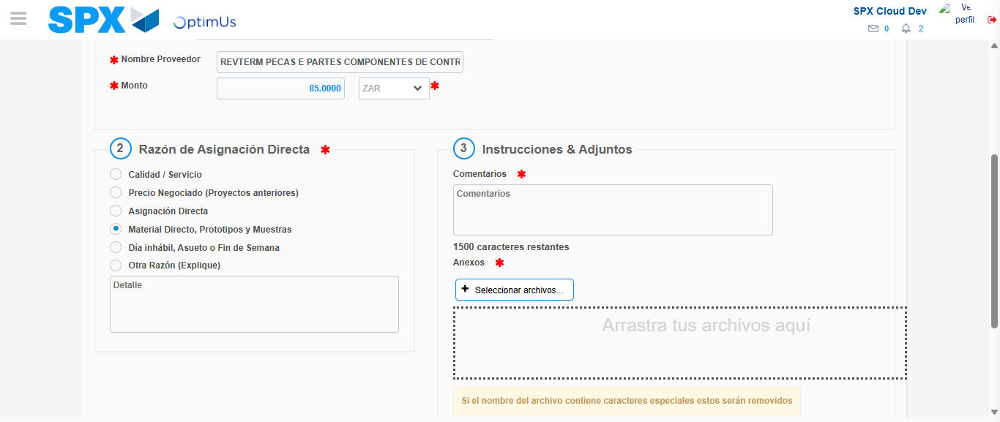 SPX
OptimUs
SPX Cloud Dev
0
2
Ve
perfil
Nombre Proveedor
REVTERM PECAS E PARTES COMPONENTES DE CONTR
Monto
85.0000
ZAR
2
Razón de Asignación Directa
Calidad / Servicio
Precio Negociado (Proyectos anteriores)
Asignación Directa
Material Directo, Prototipos y Muestras
Día inhábil, Asueto o Fin de Semana
Otra Razón (Explique)
Detalle
3
Instrucciones & Adjuntos
Comentarios
Comentarios
1500 caracteres restantes
Anexos
+ Seleccionar archivos...
Arrastra tus archivos aquí
Si el nombre del archivo contiene caracteres especiales estos serán removidos